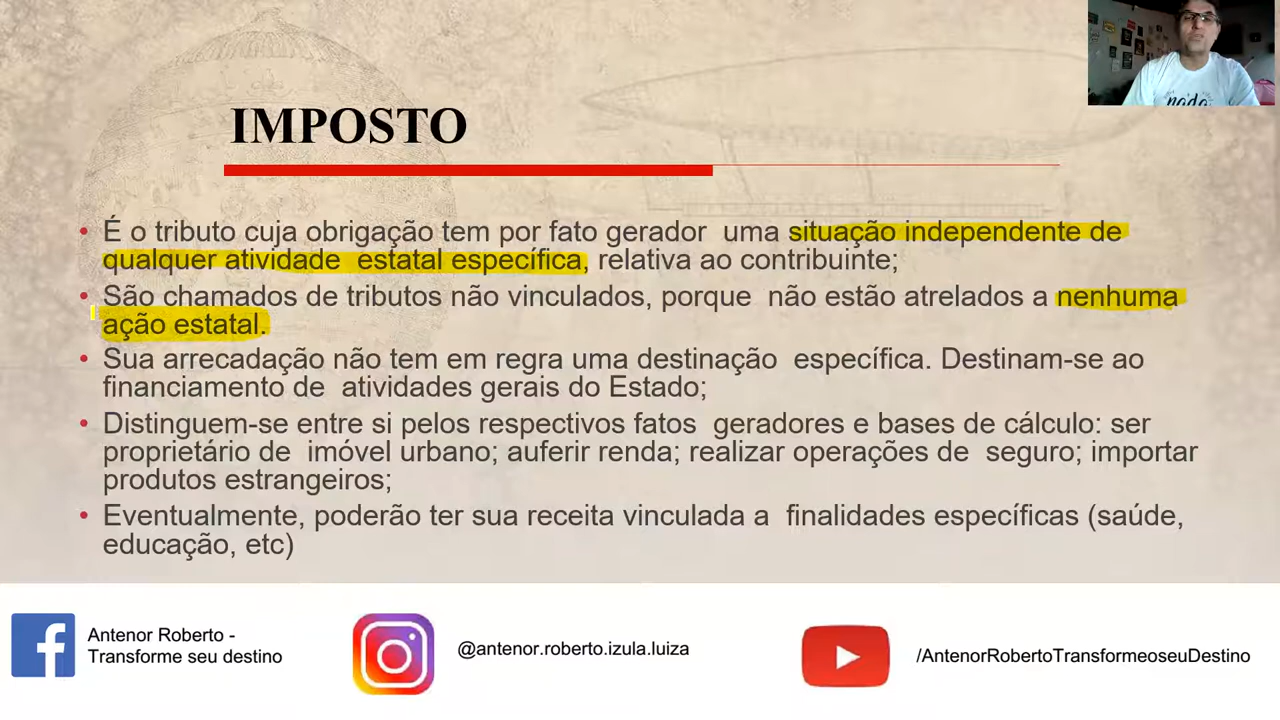 IMPOSTO
• É o tributo cuja obrigação tem por fato gerador uma situação independente de
qualquer atividade estatal específica, relativa ao contribuinte;
• São chamados de tributos não vinculados, porque não estão atrelados a nenhuma
ação estatal.
• Sua arrecadação não tem em regra uma destinação específica. Destinam-se ao
financiamento de atividades gerais do Estado;
• Distinguem-se entre si pelos respectivos fatos geradores e bases de cálculo: ser
proprietário de imóvel urbano; auferir renda; realizar operações de seguro; importar
produtos estrangeiros;
• Eventualmente, poderão ter sua receita vinculada a finalidades específicas (saúde,
educação, etc)
Antenor Roberto -
Transforme seu destino
@antenor.roberto.izula.luiza
/AntenorRobertoTransformeoseuDestino
nada